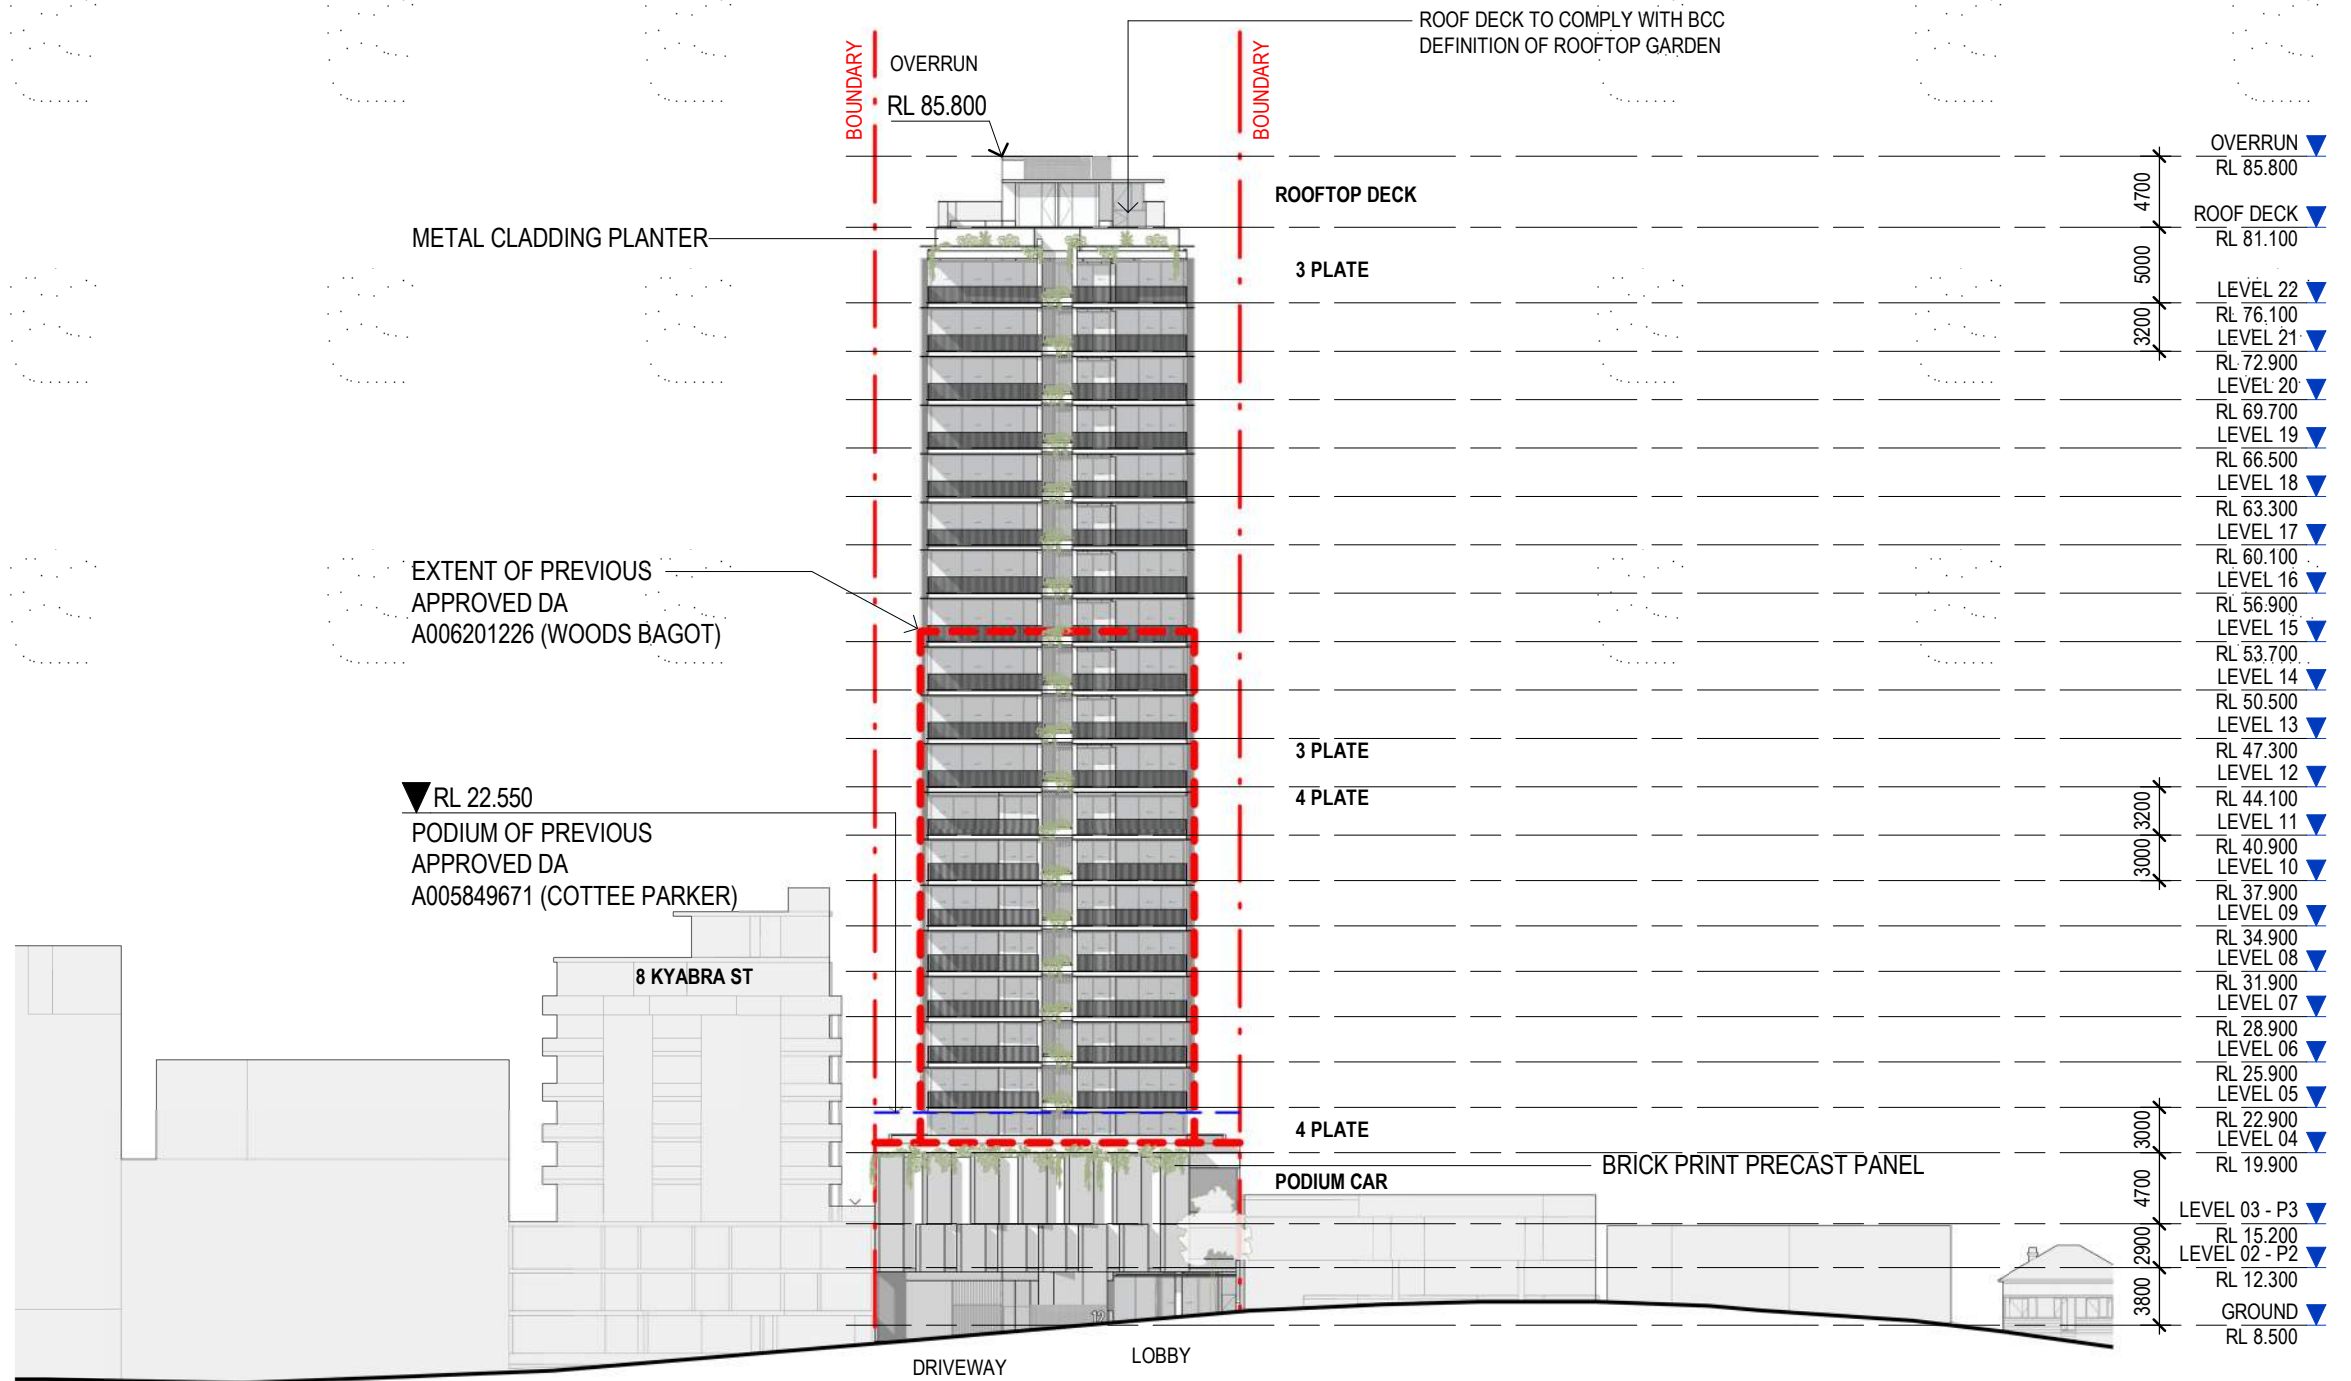 ROOF DECK TO COMPLY WITH BCC
DEFINITION OF ROOFTOP GARDEN
BOUNDARY
OVERRUN
RL 85.800
BOUNDARY
ROOFTOP DECK
METAL CLADDING PLANTER
3 PLATE
EXTENT OF PREVIOUS
APPROVED DA
A006201226 (WOODS BAGOT)
3 PLATE
4 PLATE
RL 22.550
PODIUM OF PREVIOUS
APPROVED DA
A005849671 (COTTEE PARKER)
8 KYABRA ST
4 PLATE
BRICK PRINT PRECAST PANEL
PODIUM CAR
12
DRIVEWAY
LOBBY
4700
5000
3200
3200
3000
3000
4700
2900
3800
OVERRUN
RL 85.800
ROOF DECK
RL 81.100
LEVEL 22
RL 76.100
LEVEL 21
RL 72.900
LEVEL 20
RL 69.700
LEVEL 19
RL 66.500
LEVEL 18
RL 63.300
LEVEL 17
RL 60.100
LEVEL 16
RL 56.900
LEVEL 15
RL 53.700
LEVEL 14
RL 50.500
LEVEL 13
RL 47.300
LEVEL 12
RL 44.100
LEVEL 11
RL 40.900
LEVEL 10
RL 37.900
LEVEL 09
RL 34.900
LEVEL 08
RL 31.900
LEVEL 07
RL 28.900
LEVEL 06
RL 25.900
LEVEL 05
RL 22.900
LEVEL 04
RL 19.900
LEVEL 03 - P3
RL 15.200
LEVEL 02 - P2
RL 12.300
GROUND
RL 8.500